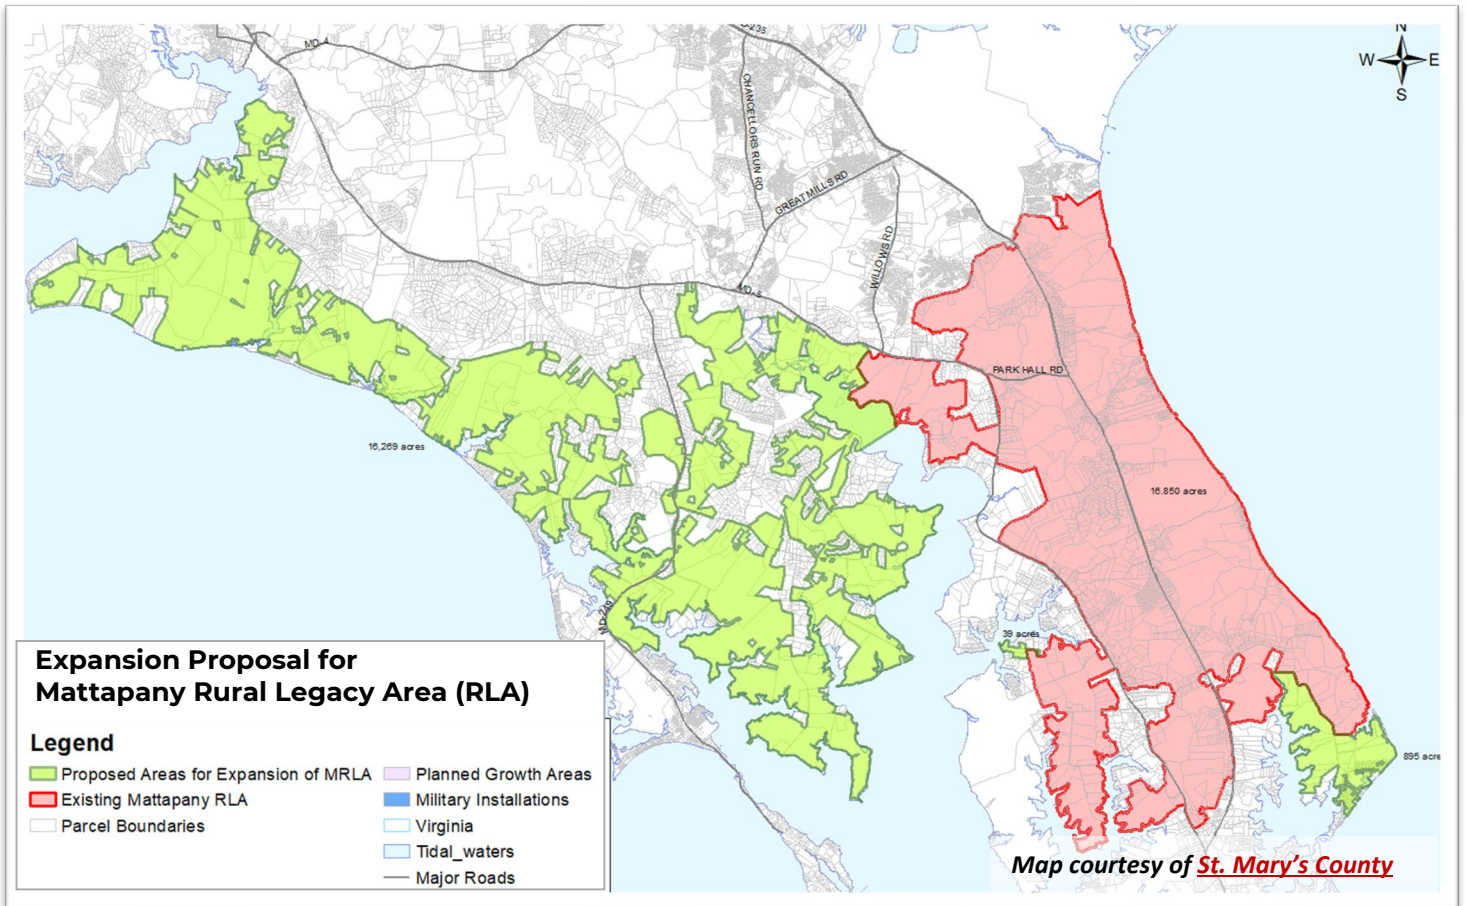 N
W E
S
MD-4
-235
CHANCELLORS RUN RD
GREAT MILLS RD
WILLOWS RD
MD-5
PARK HALL RD
16,269 acres
16.850 acres
MD-249
39 acres
895 acre
Expansion Proposal for
Mattapany Rural Legacy Area (RLA)
Legend
Proposed Areas for Expansion of MRLA
Existing Mattapany RLA
Parcel Boundaries
Planned Growth Areas
Military Installations
Virginia
Tidal_waters
Major Roads
Map courtesy of St. Mary's County